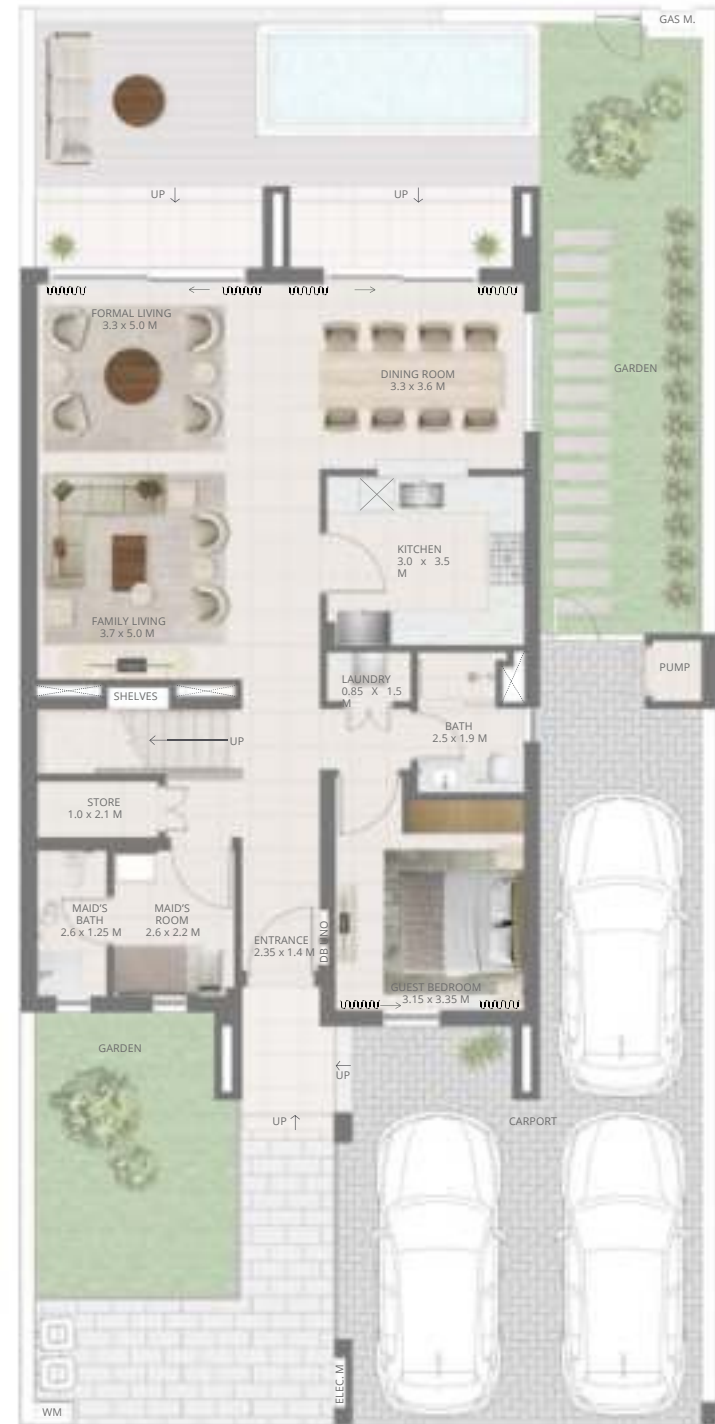 GAS M.
UP
UP
FORMAL LIVING
3.3 x 5.0 M
DINING ROOM
3.3 x 3.6 M
GARDEN
KITCHEN
3.0 x 3.5
M
FAMILY LIVING
3.7 x 5.0 M
PUMP
SHELVES
LAUNDRY
0.85 X 1.5
M
BATH
2.5 x 1.9 M
UP
STORE
1.0 x 2.1 M
MAID'S
BATH
2.6 x 1.25 M
MAID'S
ROOM
2.6 x 2.2 M
ENTRANCE
2.35 x 1.4 M
DB UNO
GUEST BEDROOM
3.15 x 3.35 M
GARDEN
UP
UP
CARPORT
ELEC. M
WM